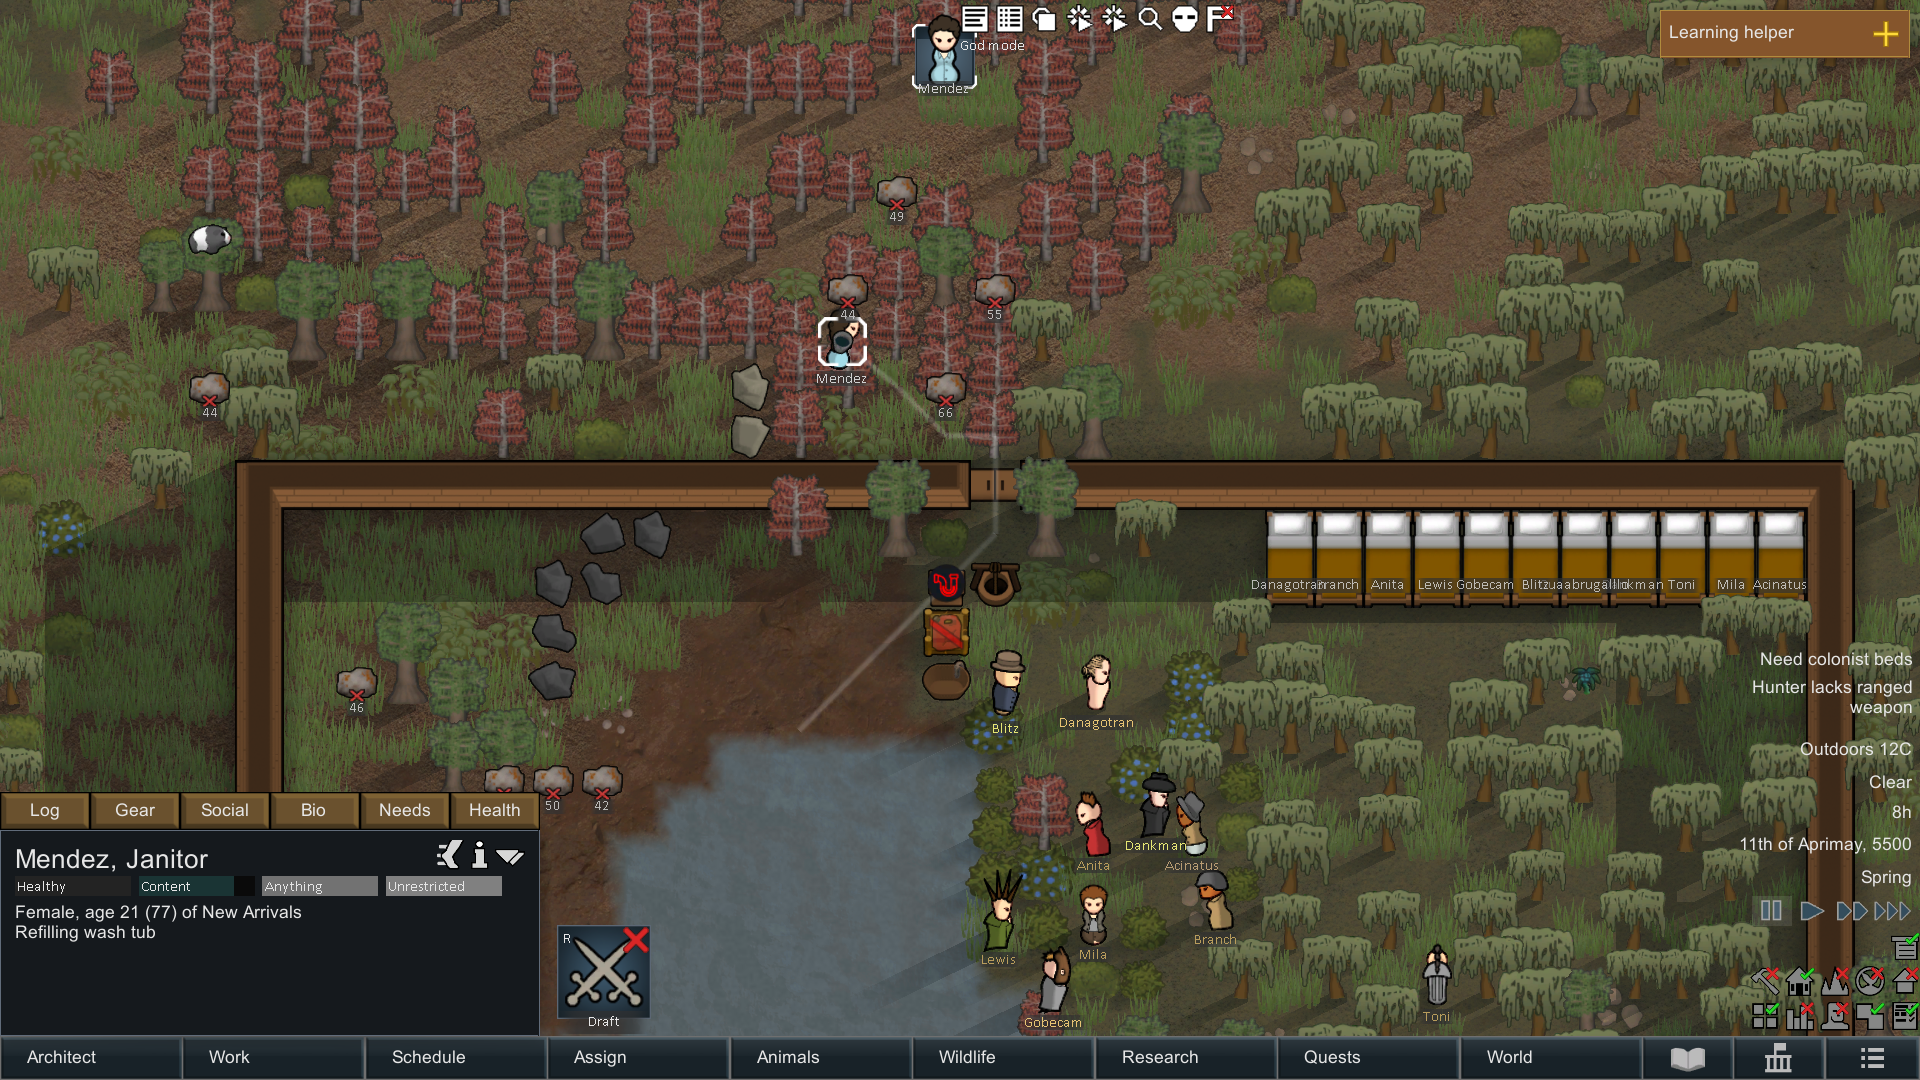 God mode
Mendez
Learning helper
49
44
55
Mendez
44
66
Branch
Anita
Lewis
Gobecam
Toni
Mila
Acinatus
46
Blitz
Danagotran
50
42
Dankman
Anita
Acinatus
Branch
Lewis
Mila
Gobecam
Toni
Need colonist beds
Hunter lacks ranged
weapon
Outdoors 12C
Clear
8h
11th of Aprimay, 5500
Spring
Log
Gear
Social
Bio
Needs
Health
Mendez, Janitor
Healthy
Content
Anything
Unrestricted
Female, age 21 (77) of New Arrivals
Refilling wash tub
R
Draft
Architect
Work
Schedule
Assign
Animals
Wildlife
Research
Quests
World